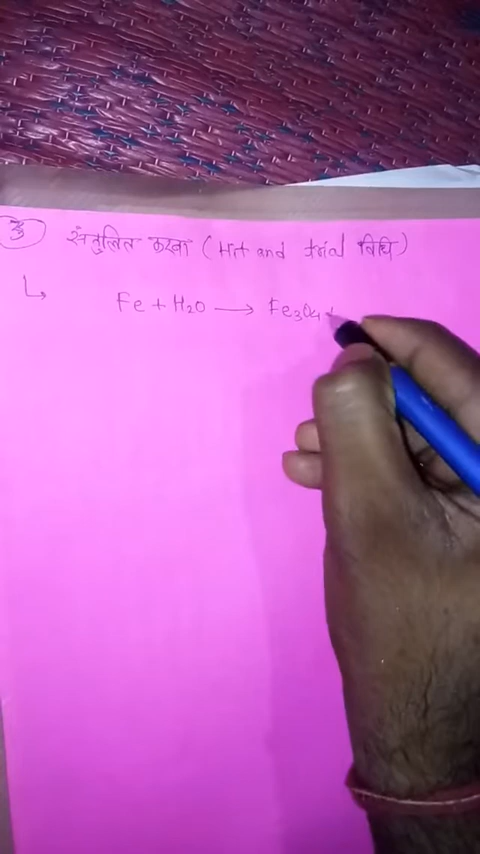 3 संतुलित करना (Hit and trial विधि)
↳ Fe + H₂O ⟶ Fe₃O₄ +